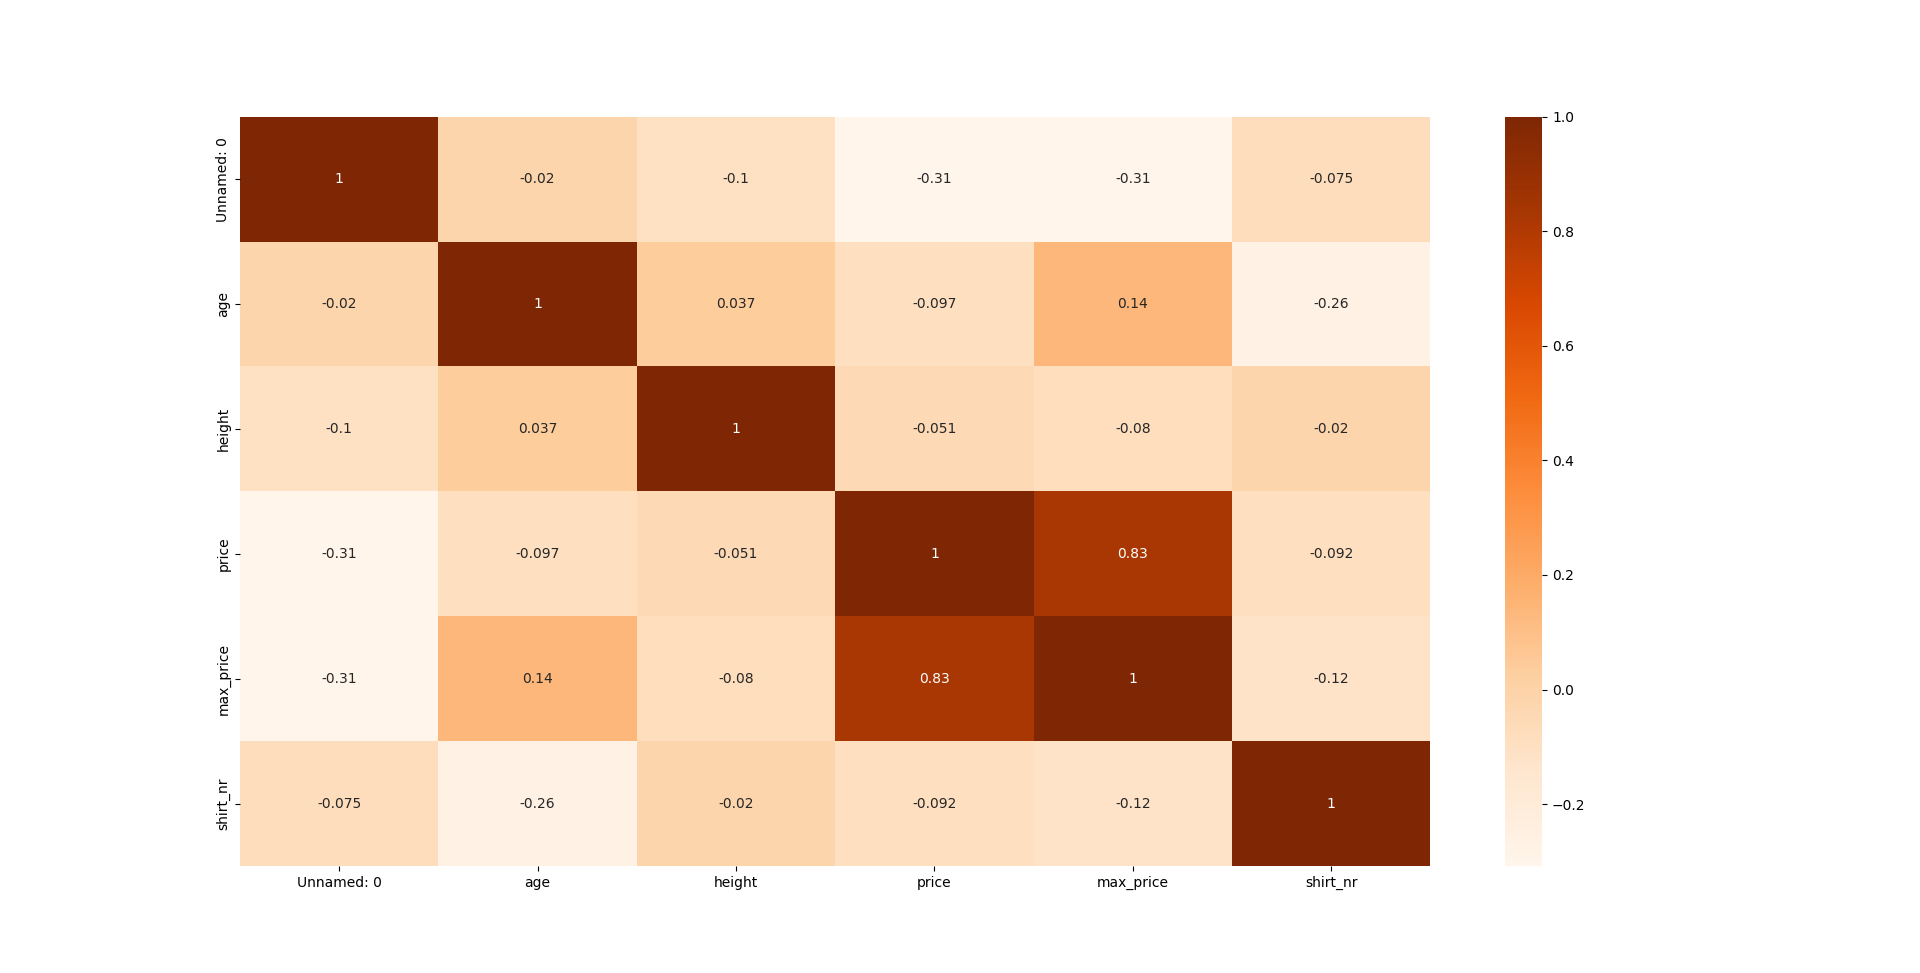 Unnamed: 0 1 -0.02 -0.1 -0.31 -0.31 -0.075
age -0.02 1 0.037 -0.097 0.14 -0.26
height -0.1 0.037 1 -0.051 -0.08 -0.02
price -0.31 -0.097 -0.051 1 0.83 -0.092
max_price -0.31 0.14 -0.08 0.83 1 -0.12
shirt_nr -0.075 -0.26 -0.02 -0.092 -0.12 1
Unnamed: 0 age height price max_price shirt_nr
1.0
0.8
0.6
0.4
0.2
0.0
−0.2